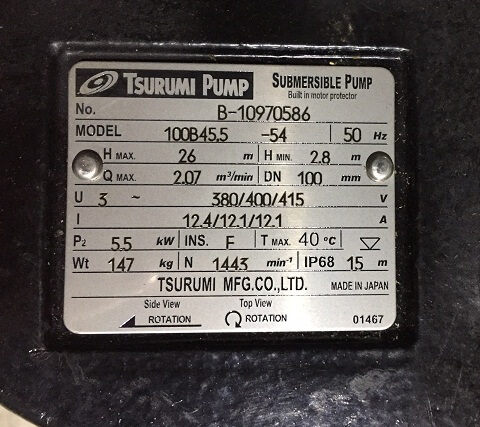 TSURUMI PUMP SUBMERSIBLE PUMP
Built in motor protector
No. B-10970586
MODEL 100B45.5 -54 50 Hz
H MAX. 26 m H MIN. 2.8 m
Q MAX. 2.07 m³/min DN 100 mm
U 3 ~ 380/400/415 V
I 12.4/12.1/12.1 A
P2 5.5 kW INS. F T MAX. 40 °C
Wt 147 kg N 1443 min⁻¹ IP68 15 m
TSURUMI MFG.CO.,LTD. MADE IN JAPAN
Side View Top View
ROTATION ROTATION 01467